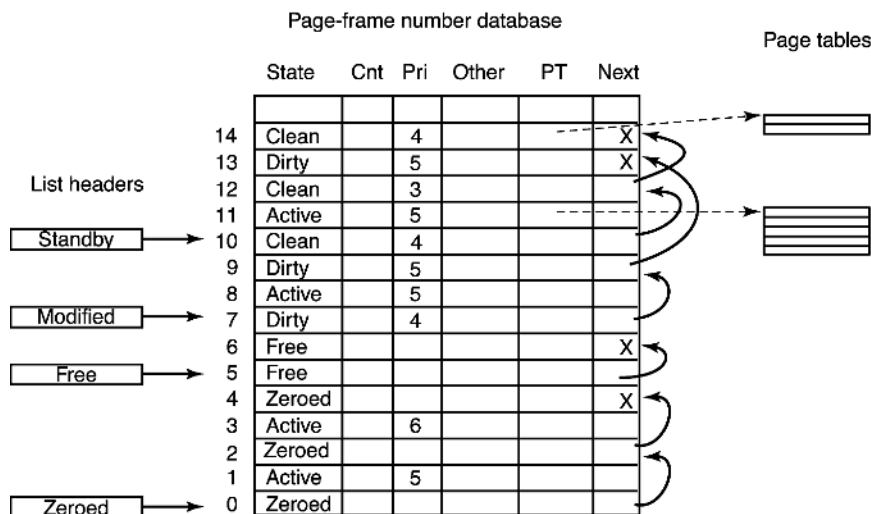 Page-frame number database
Page tables
State Cnt Pri Other PT Next
14 Clean 4 X
13 Dirty 5 X
List headers
12 Clean 3
11 Active 5
Standby 10 Clean 4
9 Dirty 5
8 Active 5
Modified 7 Dirty 4
6 Free X
Free 5 Free
4 Zeroed X
3 Active 6
2 Zeroed
1 Active 5
Zeroed 0 Zeroed